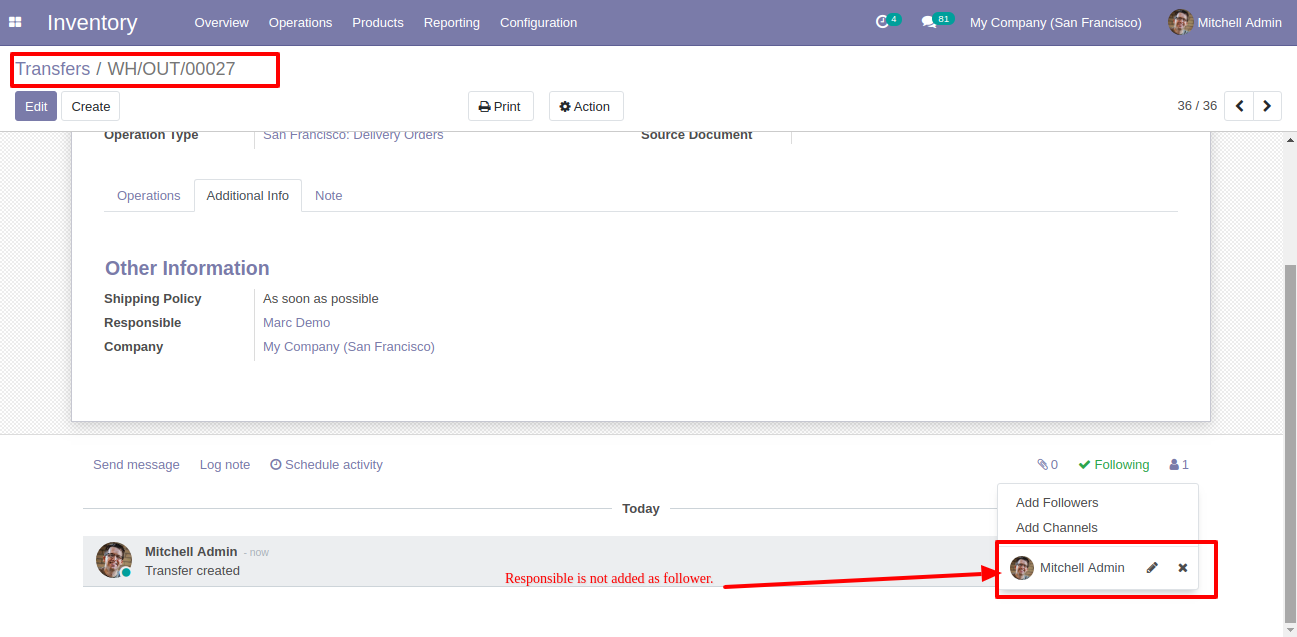 Inventory Overview Operations Products Reporting Configuration 4 81 My Company (San Francisco) Mitchell Admin
Transfers / WH/OUT/00027
Edit Create Print Action 36 / 36
Operation Type San Francisco: Delivery Orders Source Document
Operations Additional Info Note
Other Information
Shipping Policy As soon as possible
Responsible Marc Demo
Company My Company (San Francisco)
Send message Log note Schedule activity 0 Following 1
Add Followers
Today
Add Channels
Mitchell Admin - now
Transfer created
Mitchell Admin
Responsible is not added as follower.